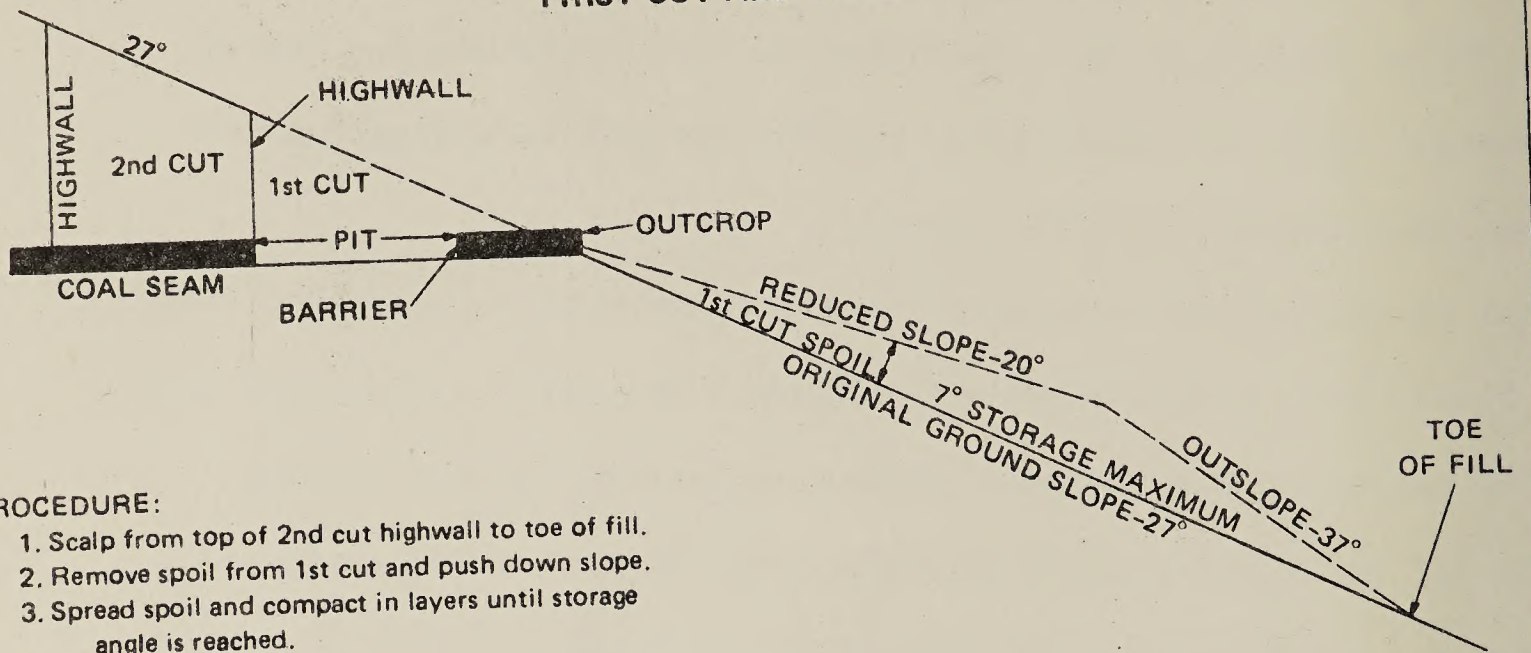 27°
HIGHWALL
HIGHWALL
2nd CUT
1st CUT
PIT
OUTCROP
COAL SEAM
BARRIER
REDUCED SLOPE-20°
1st CUT SPOIL
7° STORAGE MAXIMUM
ORIGINAL GROUND SLOPE-27°
OUTSLOPE-37°
TOE
OF FILL
ROCEDURE:
1. Scalp from top of 2nd cut highwall to toe of fill.
2. Remove spoil from 1st cut and push down slope.
3. Spread spoil and compact in layers until storage
angle is reached.